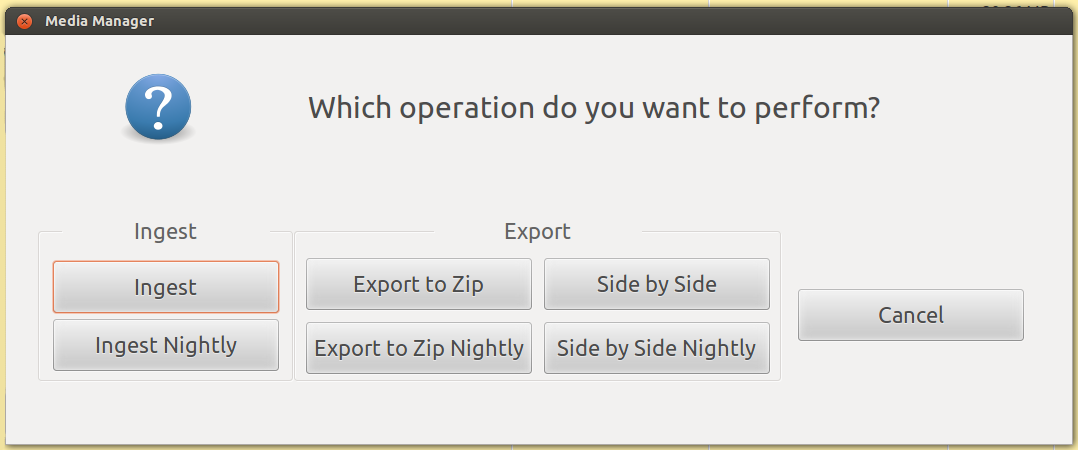 Media Manager
Which operation do you want to perform?
Ingest
Export
Ingest
Export to Zip
Side by Side
Cancel
Ingest Nightly
Export to Zip Nightly
Side by Side Nightly